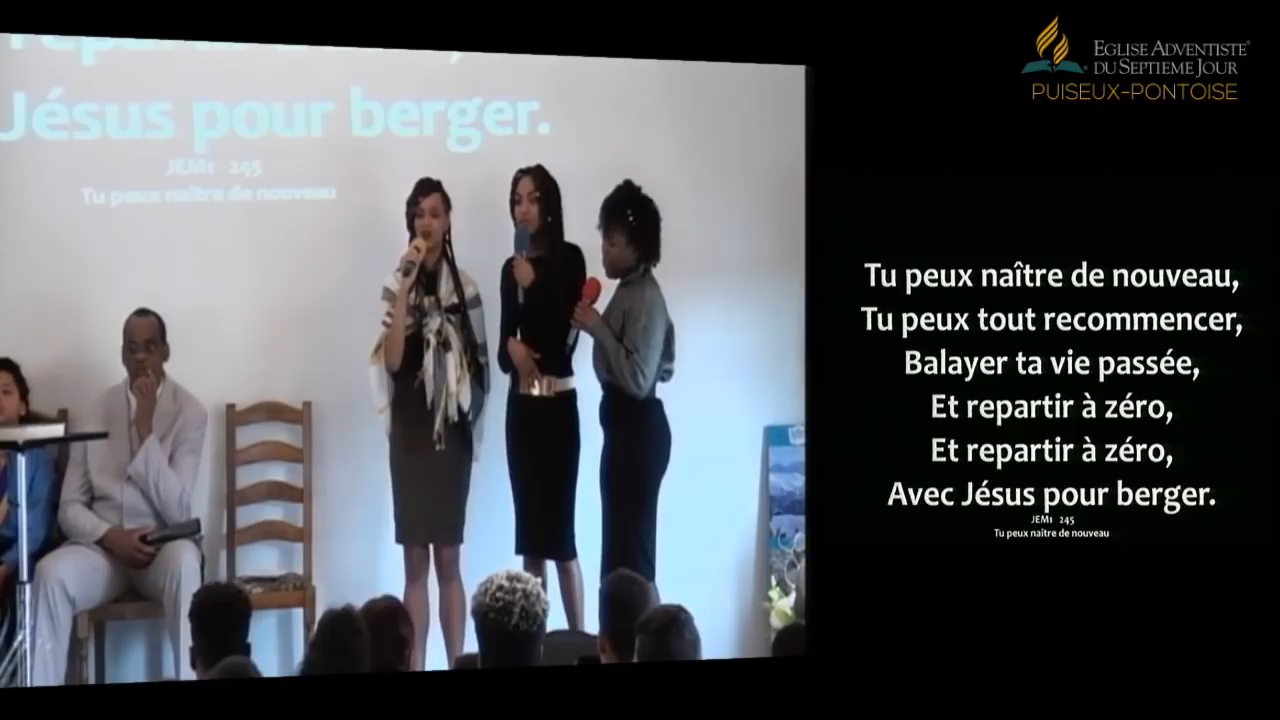 repartir à zéro,
Jésus pour berger.
JEM1 245
Tu peux naître de nouveau
EGLISE ADVENTISTE®
DU SEPTIEME JOUR
PUISEUX-PONTOISE
Tu peux naître de nouveau,
Tu peux tout recommencer,
Balayer ta vie passée,
Et repartir à zéro,
Et repartir à zéro,
Avec Jésus pour berger.
JEM1 245
Tu peux naître de nouveau